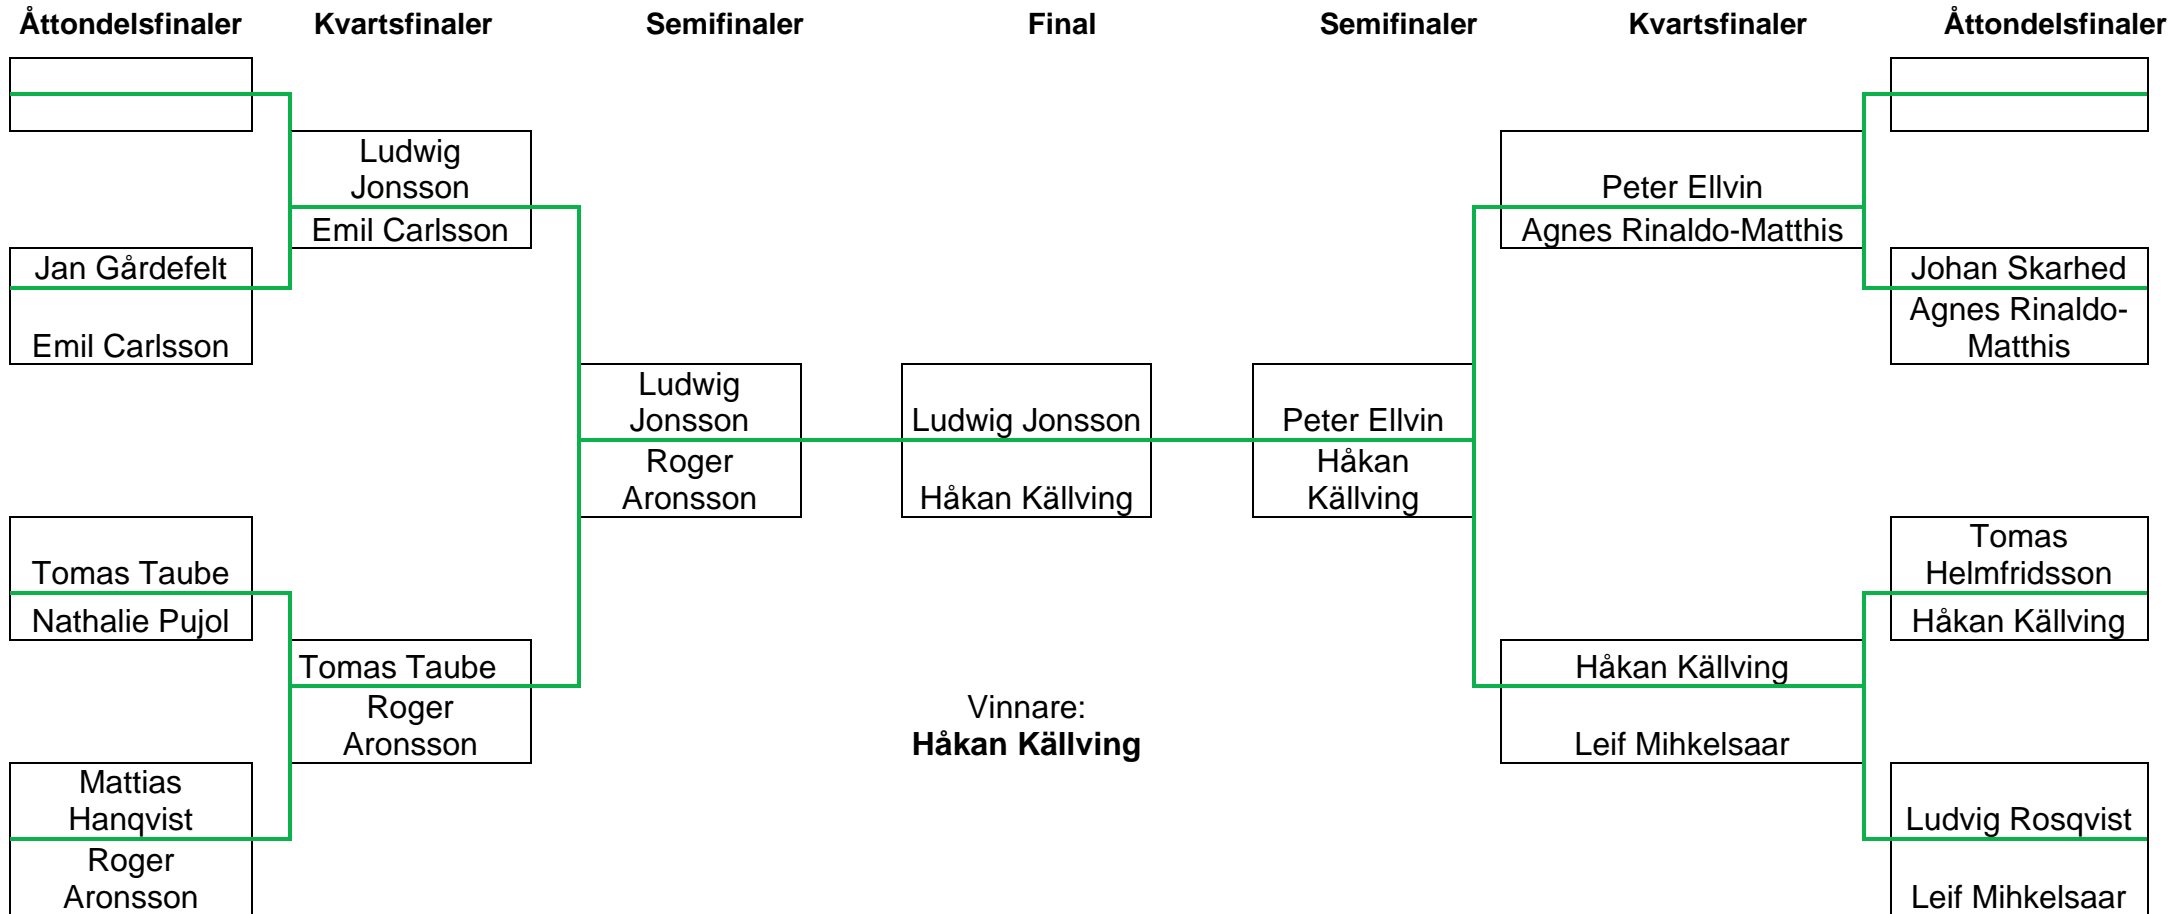 Åttondelsfinaler
Kvartsfinaler
Semifinaler
Final
Semifinaler
Kvartsfinaler
Åttondelsfinaler
Jan Gårdefelt
Emil Carlsson
Tomas Taube
Nathalie Pujol
Mattias
Hanqvist
Roger
Aronsson
Ludwig
Jonsson
Emil Carlsson
Tomas Taube
Roger
Aronsson
Ludwig
Jonsson
Roger
Aronsson
Ludwig Jonsson
Håkan Källving
Vinnare:
Håkan Källving
Peter Ellvin
Håkan
Källving
Peter Ellvin
Agnes Rinaldo-Matthis
Håkan Källving
Leif Mihkelsaar
Johan Skarhed
Agnes Rinaldo-
Matthis
Tomas
Helmfridsson
Håkan Källving
Ludvig Rosqvist
Leif Mihkelsaar